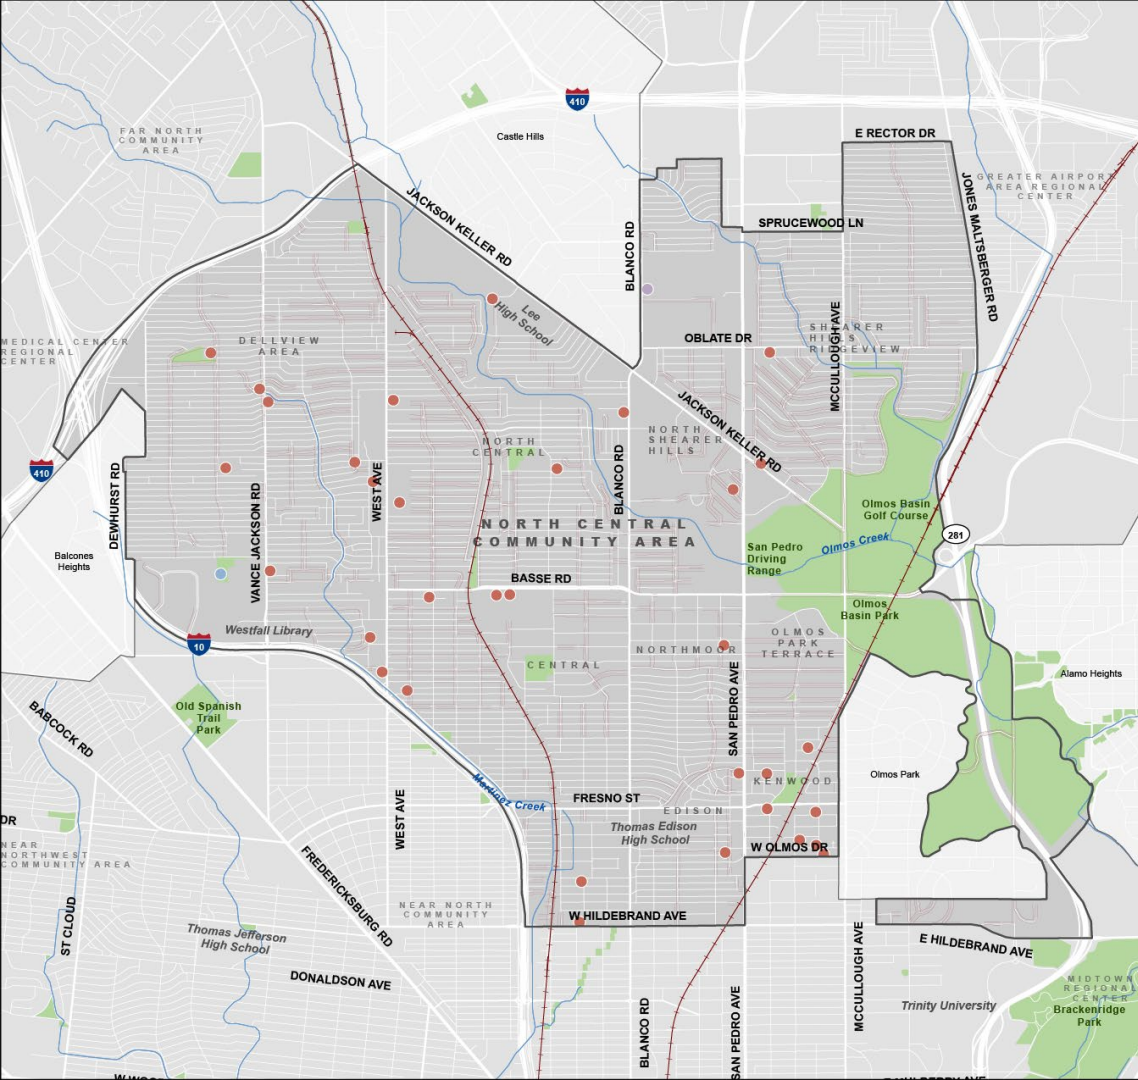 410
Castle Hills
FAR NORTH
COMMUNITY
AREA
E RECTOR DR
GREATER AIRPORT
AREA REGIONAL
CENTER
JACKSON KELLER RD
JONES MALTSBERGER RD
SPRUCEWOOD LN
BLANCO RD
Lee
High School
MEDICAL CENTER
REGIONAL
CENTER
DELLVIEW
AREA
OBLATE DR
SHEARER
HILLS
RIDGEVIEW
MCCULLOUGH AVE
JACKSON KELLER RD
NORTH
SHEARER
HILLS
NORTH
CENTRAL
410
DEWHURST RD
VANCE JACKSON RD
WEST AVE
BLANCO RD
NORTH CENTRAL
COMMUNITY AREA
Olmos Basin
Golf Course
281
Olmos Creek
San Pedro
Driving
Range
Balcones
Heights
BASSE RD
Olmos
Basin Park
Westfall Library
10
OLMOS
PARK
TERRACE
NORTHMOOR
CENTRAL
Alamo Heights
SAN PEDRO AVE
Old Spanish
Trail
Park
BABCOCK RD
Olmos Park
KENWOOD
Martinez Creek
FRESNO ST
EDISON
Thomas Edison
High School
WEST AVE
DR
NEAR
NORTHWEST
COMMUNITY AREA
W OLMOS DR
FREDERICKSBURG RD
NEAR NORTH
COMMUNITY
AREA
W HILDEBRAND AVE
ST CLOUD
Thomas Jefferson
High School
E HILDEBRAND AVE
MCCULLOUGH AVE
DONALDSON AVE
MIDTOWN
REGIONAL
CENTER
Brackenridge
Park
Trinity University
BLANCO RD
SAN PEDRO AVE